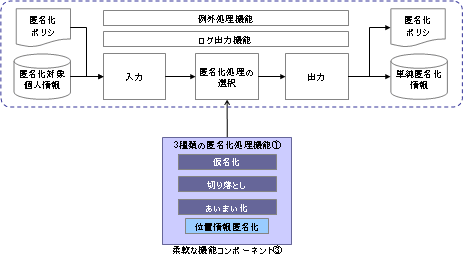 匿名化
ポリシ
例外処理機能
ログ出力機能
匿名化
ポリシ
匿名化対象
個人情報
入力
匿名化処理の
選択
出力
単純匿名化
情報
3種類の匿名化処理機能①
仮名化
切り落とし
あいまい化
位置情報匿名化
柔軟な機能コンポーネント③